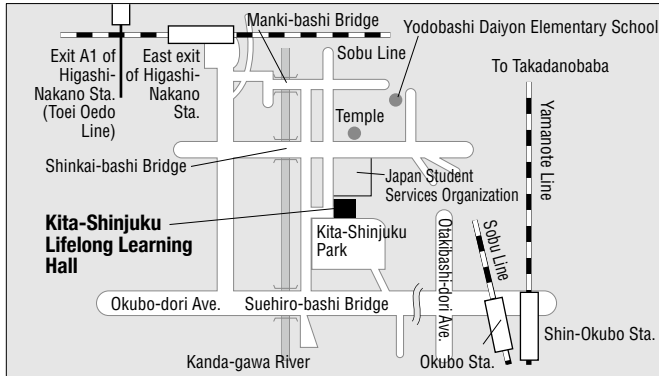 Manki-bashi Bridge
Yodobashi Daiyon Elementary School
Exit A1 of
Higashi-
Nakano Sta.
(Toei Oedo
Line)
East exit
of Higashi-
Nakano
Sta.
Sobu Line
To Takadanobaba
Yamanote Line
Temple
Shinkai-bashi Bridge
Japan Student
Services Organization
Kita-Shinjuku
Lifelong Learning
Hall
Kita-Shinjuku
Park
Otakibashi-dori Ave.
Sobu Line
Okubo-dori Ave.
Suehiro-bashi Bridge
Shin-Okubo Sta.
Kanda-gawa River
Okubo Sta.